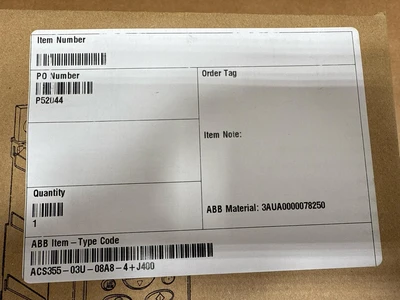 Item Number
PO Number
P52044
Order Tag
Item Note:
Quantity
1
ABB Material: 3AUA0000078250
ABB Item-Type Code
ACS355-03U-08A8-4+J400